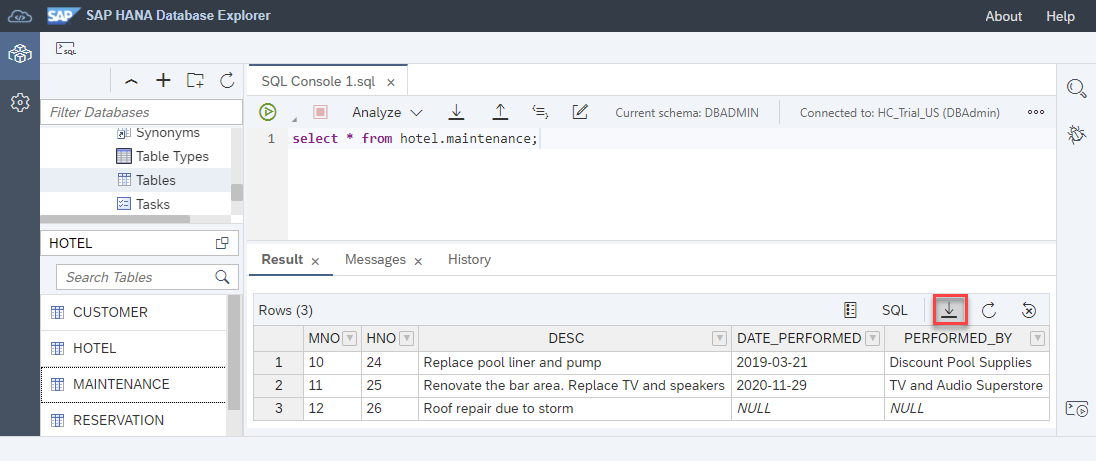 SAP SAP HANA Database Explorer About Help
SQL
SQL Console 1.sql
Filter Databases
Analyze Current schema: DBADMIN Connected to: HC_Trial_US (DBAdmin)
Synonyms
Table Types
Tables
Tasks
1 select * from hotel.maintenance;
HOTEL
Search Tables
CUSTOMER
HOTEL
MAINTENANCE
RESERVATION
Result Messages History
Rows (3) SQL
MNO HNO DESC DATE_PERFORMED PERFORMED_BY
1 10 24 Replace pool liner and pump 2019-03-21 Discount Pool Supplies
2 11 25 Renovate the bar area. Replace TV and speakers 2020-11-29 TV and Audio Superstore
3 12 26 Roof repair due to storm NULL NULL